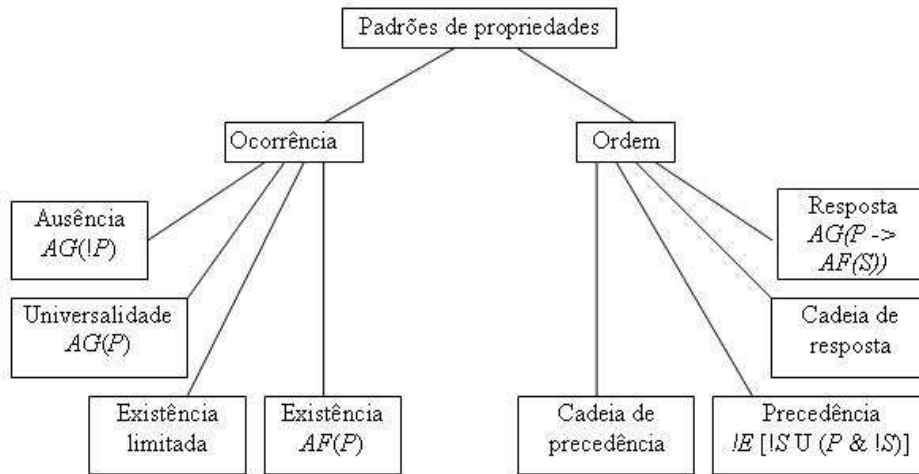 Padrões de propriedades
Ocorrência
Ordem
Ausência
AG(!P)
Universalidade
AG(P)
Existência
limitada
Existência
AF(P)
Cadeia de
precedência
Precedência
!E [!S U (P & !S)]
Cadeia de
resposta
Resposta
AG(P ->
AF(S))